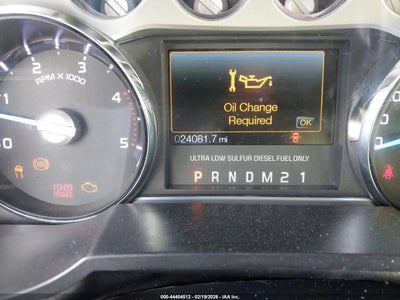 RPM X 1000
0
1
2
3
4
5
Oil Change
Required
OK
024081.7 mi
ULTRA LOW SULFUR DIESEL FUEL ONLY
P R N D M 2 1
BRAKE
0
000-44404512 - 02/19/2026 - IAA Inc.